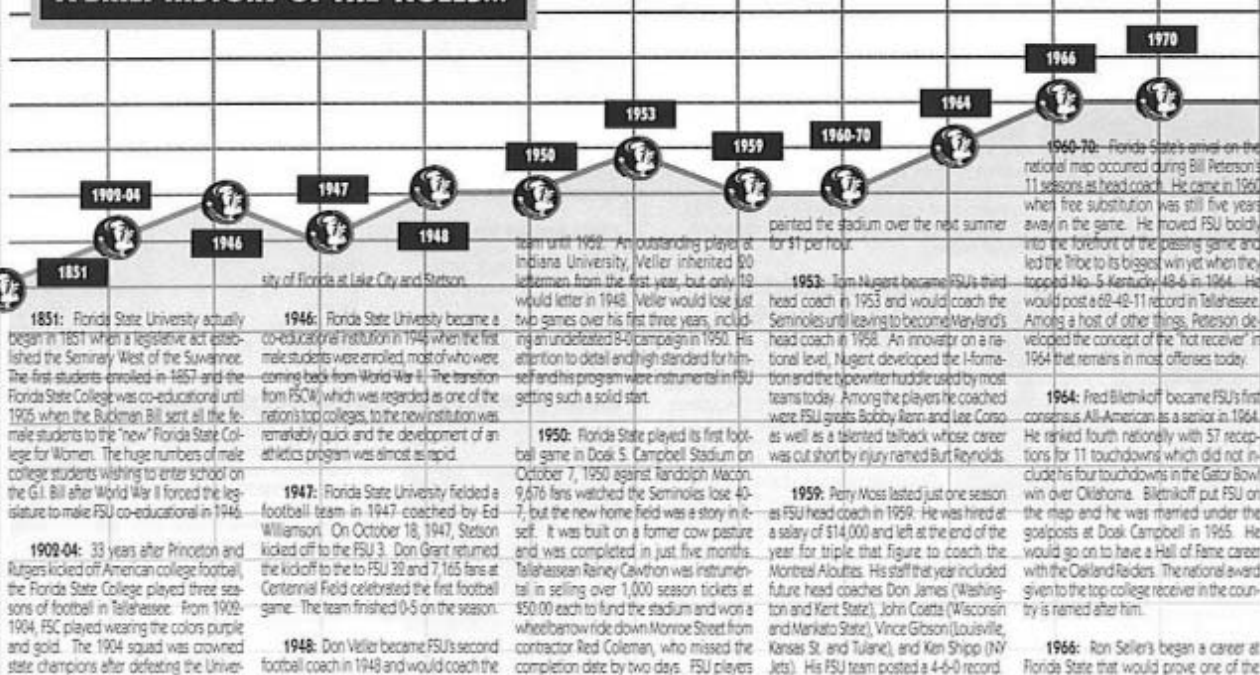 A BRIEF HISTORY OF THE NOLES...
1851
1902-04
1946
1947
1948
1950
1953
1959
1960-70
1964
1966
1970
1851: Florida State University actually
began in 1851 when a legislative act estab-
lished the Seminary West of the Suwannee.
The first students enrolled in 1857 and the
Florida State College was co-educational until
1905 when the Buckman Bill sent all the fe-
male students to the "new" Florida State Col-
lege for Women. The huge numbers of male
college students wishing to enter school on
the G.I. Bill after World War II forced the leg-
islature to make FSU co-educational in 1946.
1902-04: 33 years after Princeton and
Rutgers kicked off American college football,
the Florida State College played three sea-
sons of football in Tallahassee. From 1902-
1904, FSC played wearing the colors purple
and gold. The 1904 squad was crowned
state champions after defeating the Univer-
sity of Florida at Lake City and Stetson.
1946: Florida State University became a
co-educational institution in 1946 when the first
male students were enrolled, most of who were
coming back from World War II. The transition
from FSCW, which was regarded as one of the
nation's top colleges, to the new institution was
remarkably quick and the development of an
athletics program was almost as rapid.
1947: Florida State University fielded a
football team in 1947 coached by Ed
Williamson. On October 18, 1947, Stetson
kicked off to the FSU 3. Don Grant returned
the kickoff to the to FSU 32 and 7,165 fans at
Centennial Field celebrated the first football
game. The team finished 0-5 on the season.
1948: Don Veller became FSU's second
football coach in 1948 and would coach the
team until 1952. An outstanding player at
Indiana University, Veller inherited 20
lettermen from the first year, but only 12
would letter in 1948. Veller would lose just
two games over his first three years, includ-
ing an undefeated 8-0 campaign in 1950. His
attention to detail and high standard for him-
self and his program were instrumental in FSU
getting such a solid start.
1950: Florida State played its first foot-
ball game in Doak S. Campbell Stadium on
October 7, 1950 against Randolph Macon.
9,676 fans watched the Seminoles lose 40-
7, but the new home field was a story in it-
self. It was built on a former cow pasture
and was completed in just five months.
Tallahassean Rainey Cawthon was instrumen-
tal in selling over 1,000 season tickets at
$50.00 each to fund the stadium and won a
wheelbarrow ride down Monroe Street from
contractor Red Coleman, who missed the
completion date by two days. FSU players
painted the stadium over the next summer
for $1 per hour.
1953: Tom Nugent became FSU's third
head coach in 1953 and would coach the
Seminoles until leaving to become Maryland's
head coach in 1958. An innovator on a na-
tional level, Nugent developed the I-forma-
tion and the typewriter huddle used by most
teams today. Among the players he coached
were FSU greats Bobby Renn and Lee Corso
as well as a talented tailback whose career
was cut short by injury named Burt Reynolds.
1959: Perry Moss lasted just one season
as FSU head coach in 1959. He was hired at
a salary of $14,000 and left at the end of the
year for triple that figure to coach the
Montreal Alouttes. His staff that year included
future head coaches Don James (Washing-
ton and Kent State), John Coatta (Wisconsin
and Mankato State), Vince Gibson (Louisville,
Kansas St. and Tulane), and Ken Shipp (NY
Jets). His FSU team posted a 4-6-0 record.
1960-70: Florida State's arrival on the
national map occured during Bill Peterson's
11 seasons as head coach. He came in
when free substitution was still five years
away in the game. He moved FSU boldly
into the forefront of the passing game and
led the Tribe to its biggest win yet when they
topped No. 5 Kentucky 48-6 in 1964. He
would post a 62-42-11 record in Tallahassee.
Among a host of other things, Peterson de-
veloped the concept of the "hot receiver" in
1964 that remains in most offenses today.
1964: Fred Biletnikoff became FSU's first
consensus All-American as a senior in 1964.
He ranked fourth nationally with 57 recep-
tions for 11 touchdowns which did not in-
clude his four touchdowns in the Gator Bowl
win over Oklahoma. Biletnikoff put FSU on
the map and he was married under the
goalposts at Doak Campbell in 1965. He
would go on to have a Hall of Fame career
with the Oakland Raiders. The national award
given to the top college receiver in the coun-
try is named after him.
1966: Ron Seller's began a career at
Florida State that would prove one of the